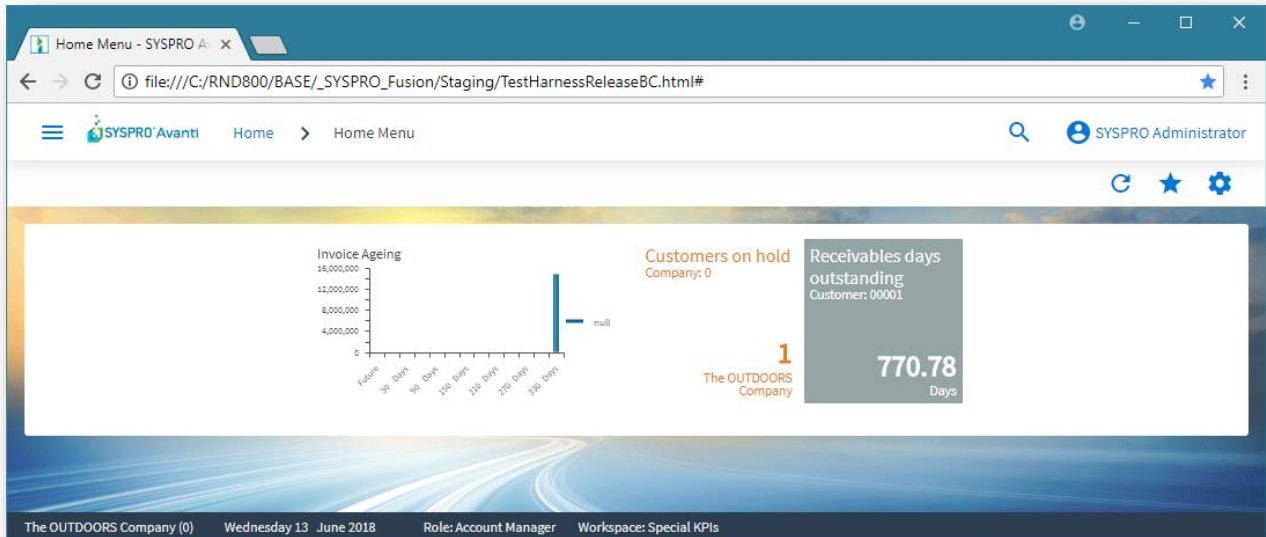 Home Menu - SYSPRO A
file:///C:/RND800/BASE/_SYSPRO_Fusion/Staging/TestHarnessReleaseBC.html#
SYSPRO Avanti Home > Home Menu SYSPRO Administrator
Invoice Ageing
16,000,000
12,000,000
8,000,000
4,000,000
0
null
Future
30 Days
90 Days
150 Days
210 Days
270 Days
330 Days
Customers on hold
Company: 0
1
The OUTDOORS
Company
Receivables days
outstanding
Customer: 00001
770.78
Days
The OUTDOORS Company (0) Wednesday 13 June 2018 Role: Account Manager Workspace: Special KPIs